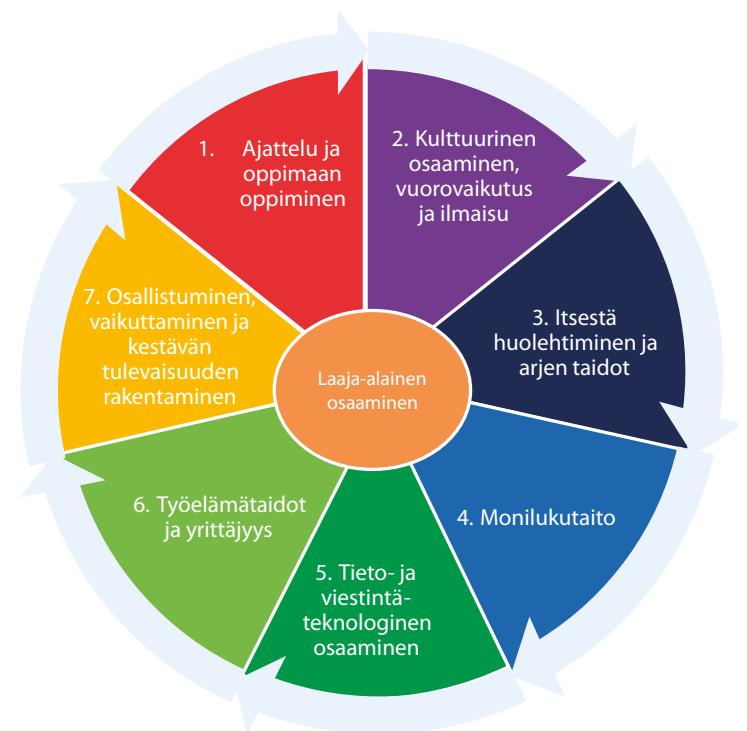 1. Ajattelu ja
oppimaan
oppiminen
2. Kulttuurinen
osaaminen,
vuorovaikutus
ja ilmaisu
3. Itsestä
huolehtiminen ja
arjen taidot
4. Monilukutaito
5. Tieto- ja
viestintä-
teknologinen
osaaminen
6. Työelämätaidot
ja yrittäjyys
7. Osallistuminen,
vaikuttaminen ja
kestävän
tulevaisuuden
rakentaminen
Laaja-alainen
osaaminen